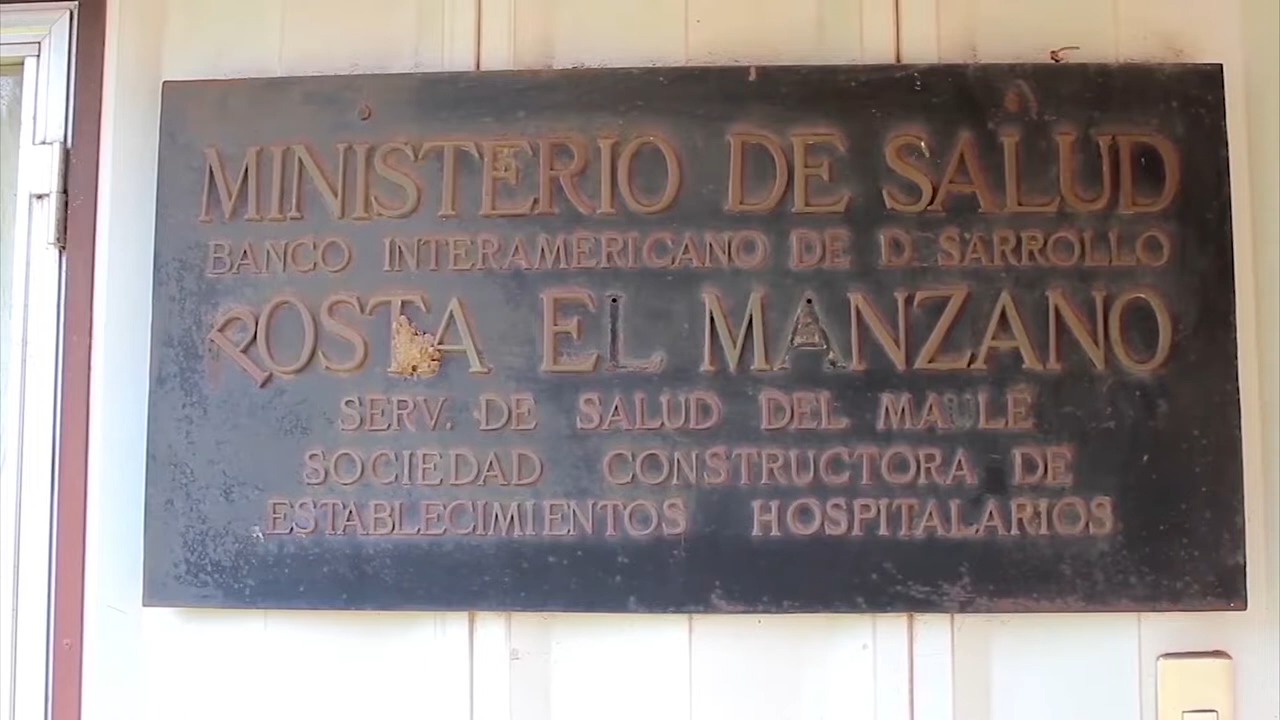 MINISTERIO DE SALUD
BANCO INTERAMERICANO DE D SARROLLO
POSTA EL MANZANO
SERV. DE SALUD DEL MAULE
SOCIEDAD CONSTRUCTORA DE
ESTABLECIMIENTOS HOSPITALARIOS